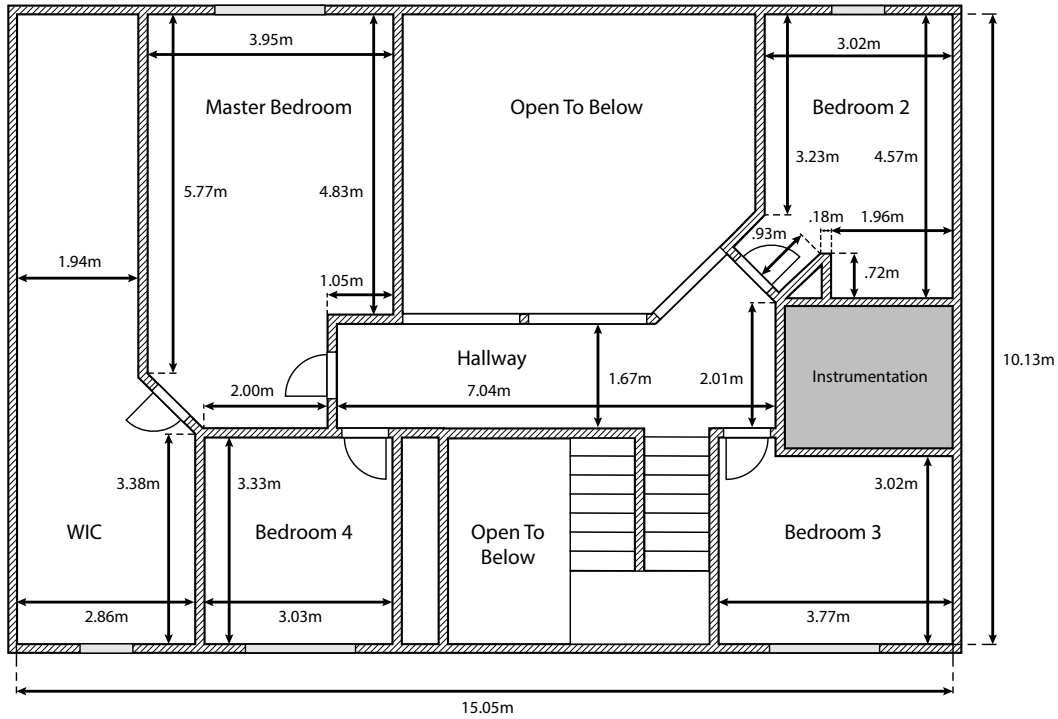 3.95m
3.02m
Master Bedroom
Open To Below
Bedroom 2
5.77m
4.83m
3.23m
4.57m
.18m
1.96m
.93m
1.94m
1.05m
.72m
Hallway
1.67m
2.01m
Instrumentation
10.13m
2.00m
7.04m
3.38m
3.33m
3.02m
WIC
Bedroom 4
Open To
Below
Bedroom 3
2.86m
3.03m
3.77m
15.05m